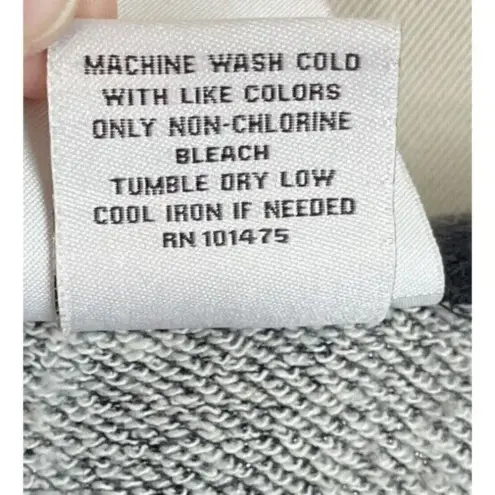 MACHINE WASH COLD
WITH LIKE COLORS
ONLY NON-CHLORINE
BLEACH
TUMBLE DRY LOW
COOL IRON IF NEEDED
RN 101475